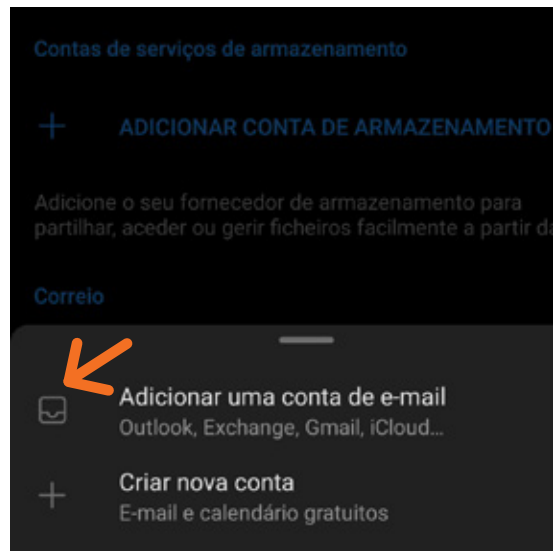 Contas de serviços de armazenamento
ADICIONAR CONTA DE ARMAZENAMENTO
Adicione o seu fornecedor de armazenamento para
partilhar, aceder ou gerir ficheiros facilmente a partir
Correio
Adicionar uma conta de e-mail
Outlook, Exchange, Gmail, iCloud...
Criar nova conta
E-mail e calendário gratuitos